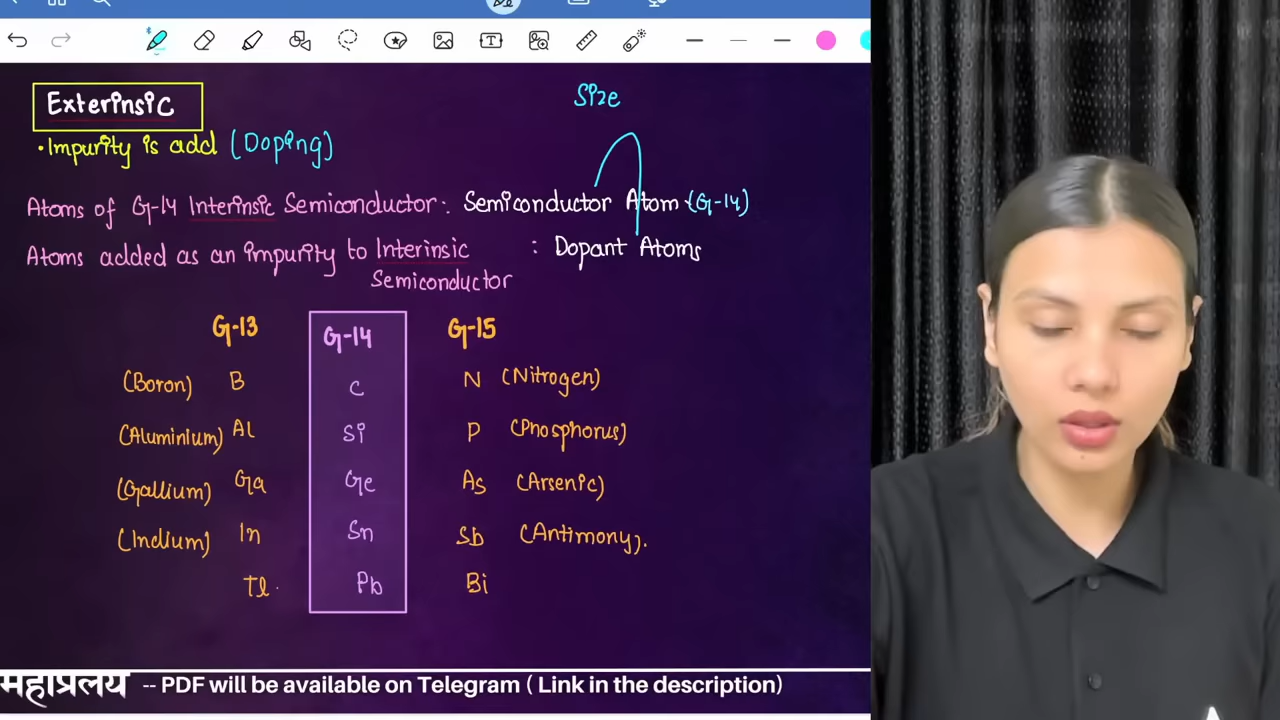 Exterinsic
Size
• Impurity is add (Doping)
Atoms of G-14 Interinsic Semiconductor : Semiconductor Atom (G-14)
Atoms added as an impurity to Interinsic : Dopant Atoms
Semiconductor
G-13 G-14 G-15
(Boron) B C N (Nitrogen)
(Aluminium) Al Si P (Phosphorus)
(Gallium) Ga Ge As (Arsenic)
(Indium) In Sn Sb (Antimony).
Tl. Pb Bi
महाप्रलय -- PDF will be available on Telegram ( Link in the description)